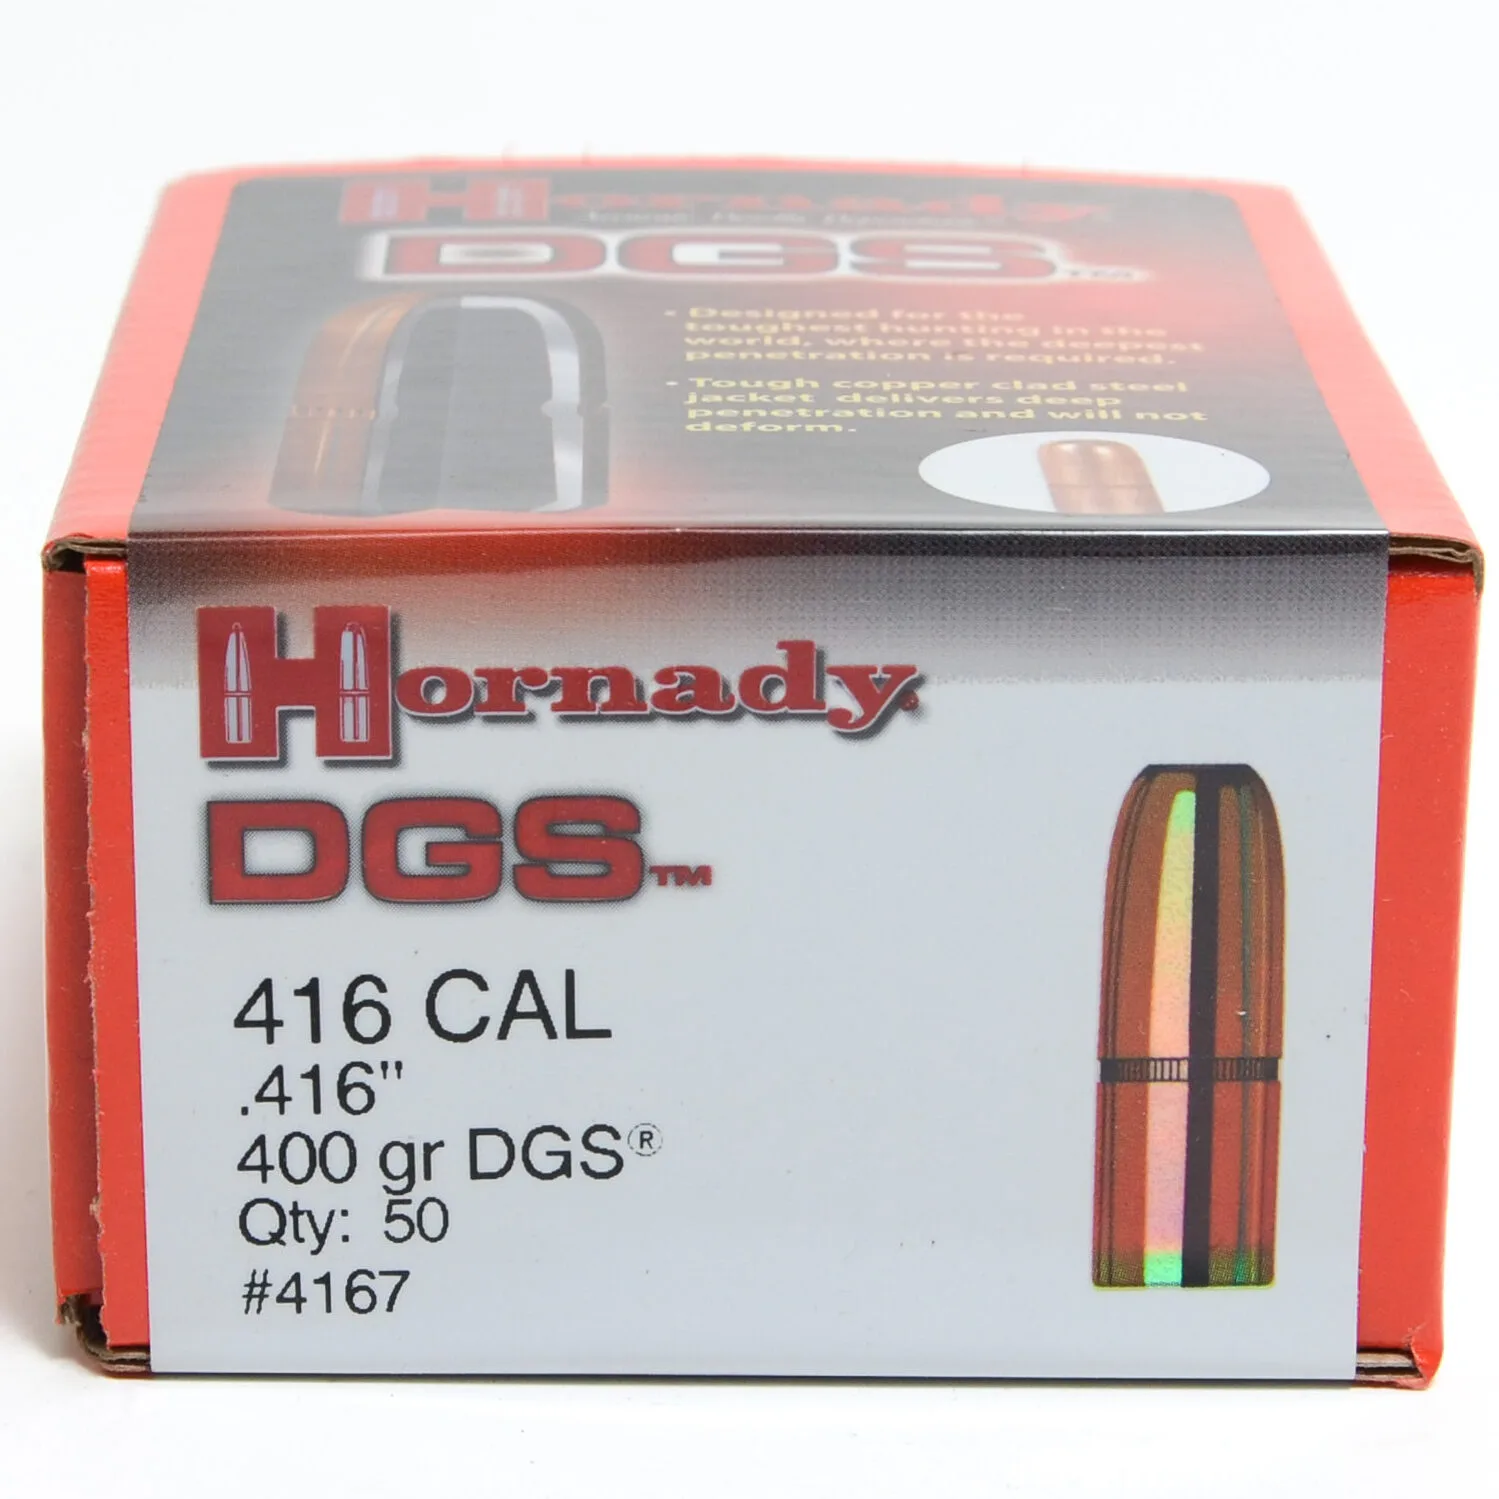 Hornady
DGS™
• Designed for the
toughest hunting in the
world, where the deepest
penetration is required.
• Tough copper clad steel
jacket delivers deep
penetration and will not
deform.
Hornady®
DGS™
416 CAL
.416"
400 gr DGS®
Qty: 50
#4167